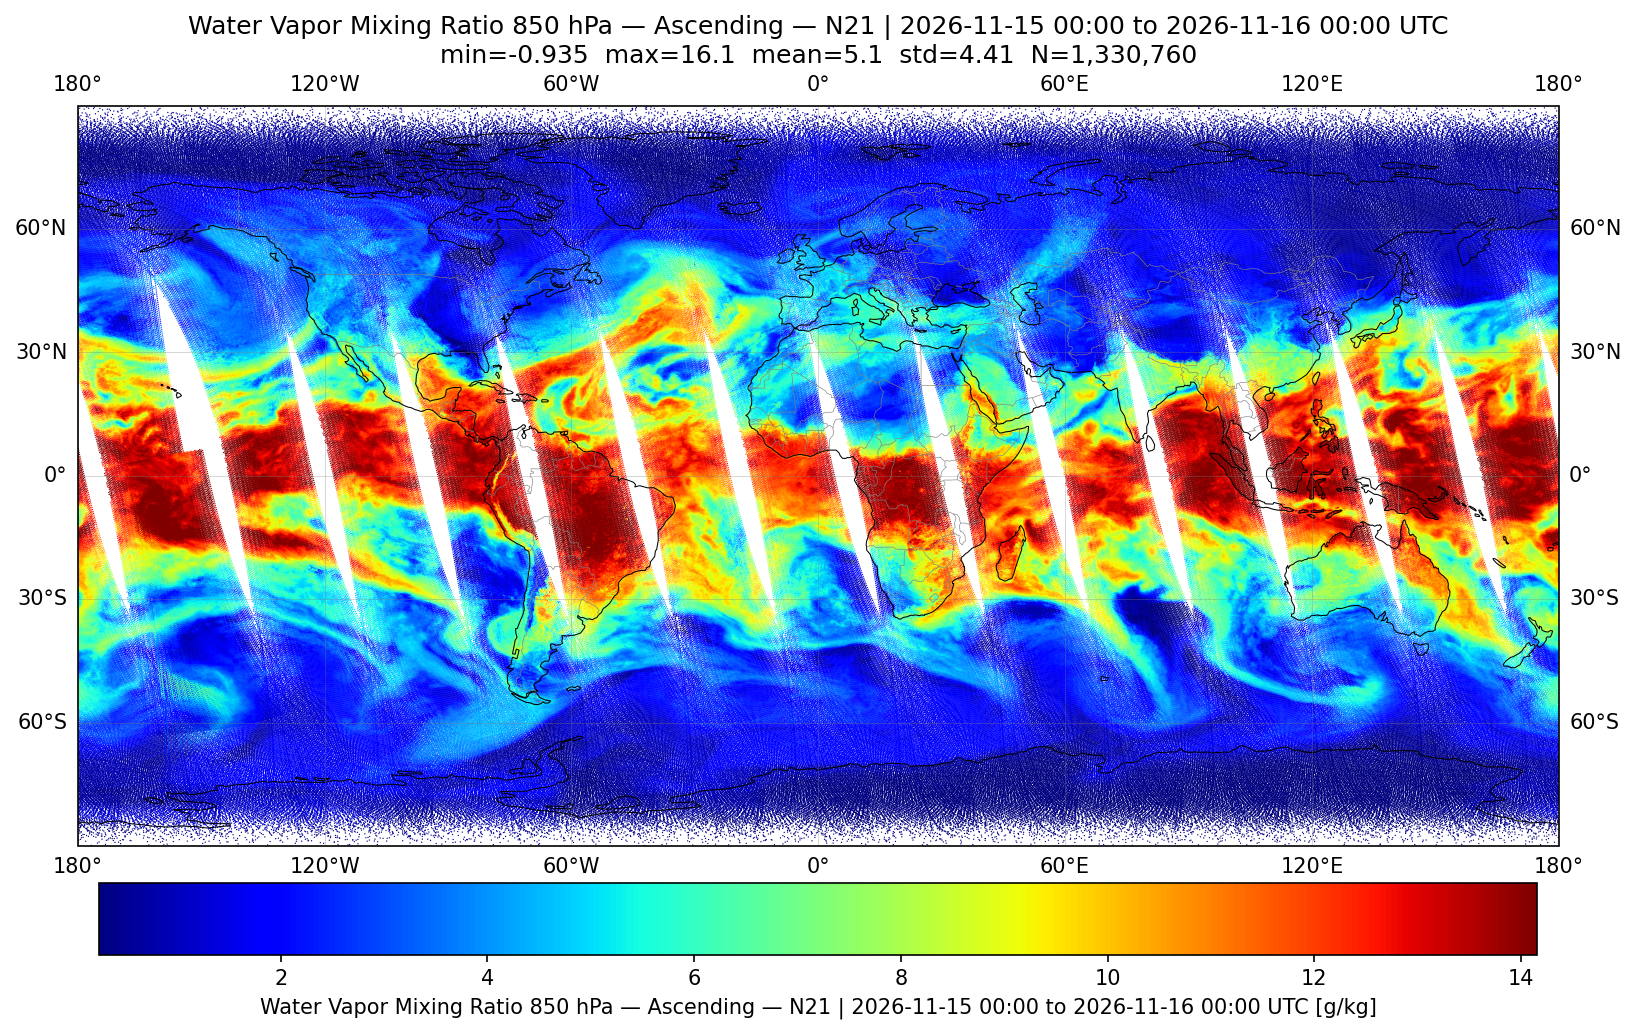 Water Vapor Mixing Ratio 850 hPa — Ascending — N21 | 2026-11-15 00:00 to 2026-11-16 00:00 UTC
min=-0.935  max=16.1  mean=5.1  std=4.41  N=1,330,760
180° 120°W 60°W 0° 60°E 120°E 180°
60°N 60°N
30°N 30°N
0° 0°
30°S 30°S
60°S 60°S
180° 120°W 60°W 0° 60°E 120°E 180°
2 4 6 8 10 12 14
Water Vapor Mixing Ratio 850 hPa — Ascending — N21 | 2026-11-15 00:00 to 2026-11-16 00:00 UTC [g/kg]